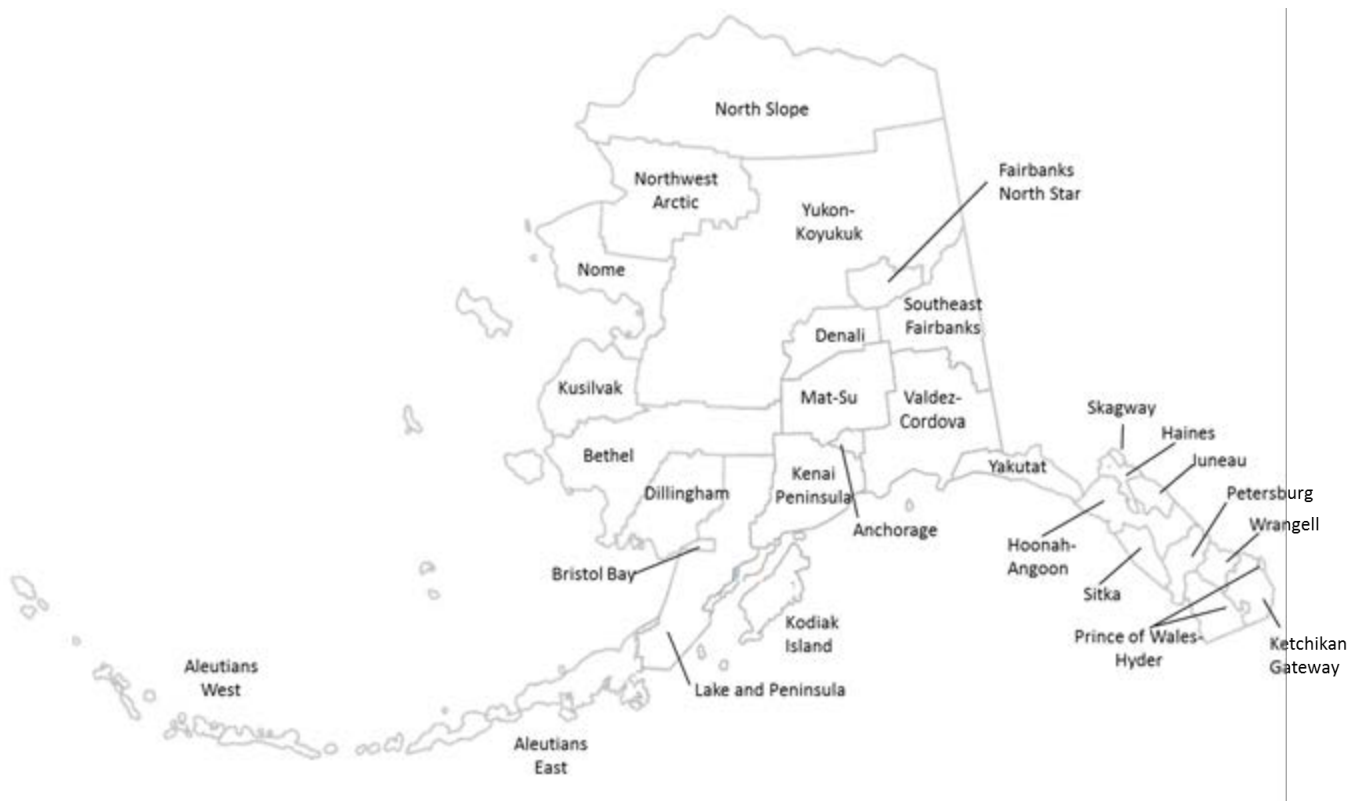 North Slope
Northwest
Arctic
Fairbanks
North Star
Yukon-
Koyukuk
Nome
Southeast
Fairbanks
Denali
Kusilvak
Mat-Su
Valdez-
Cordova
Skagway
Haines
Juneau
Bethel
Dillingham
Kenai
Peninsula
Yakutat
Petersburg
Wrangell
Anchorage
Hoonah-
Angoon
Bristol Bay
Sitka
Kodiak
Island
Prince of Wales-
Hyder
Ketchikan
Gateway
Aleutians
West
Lake and Peninsula
Aleutians
East